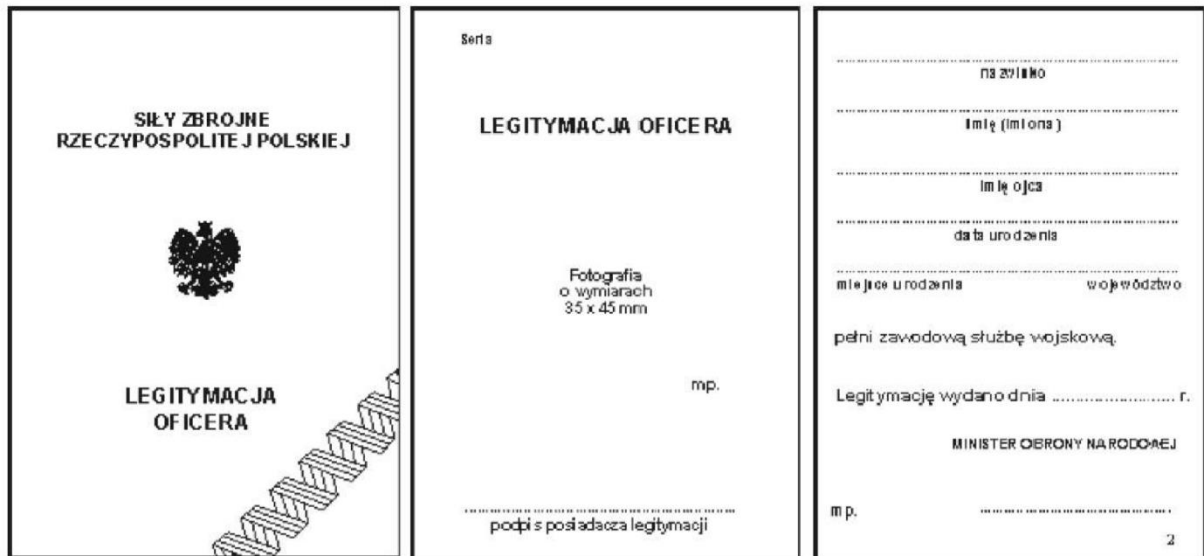 SIŁY ZBROJNE
RZECZYPOSPOLITEJ POLSKIEJ
LEGITYMACJA
OFICERA
Seria
LEGITYMACJA OFICERA
Fotografia
o wymiarach
35 x 45 mm
mp.
podpis posiadacza legitymacji
nazwisko
imię (imiona)
imię ojca
data urodzenia
miejsce urodzenia województwo
pełni zawodową służbę wojskową.
Legitymację wydano dnia .......................... r.
MINISTER OBRONY NARODOWEJ
mp.
2